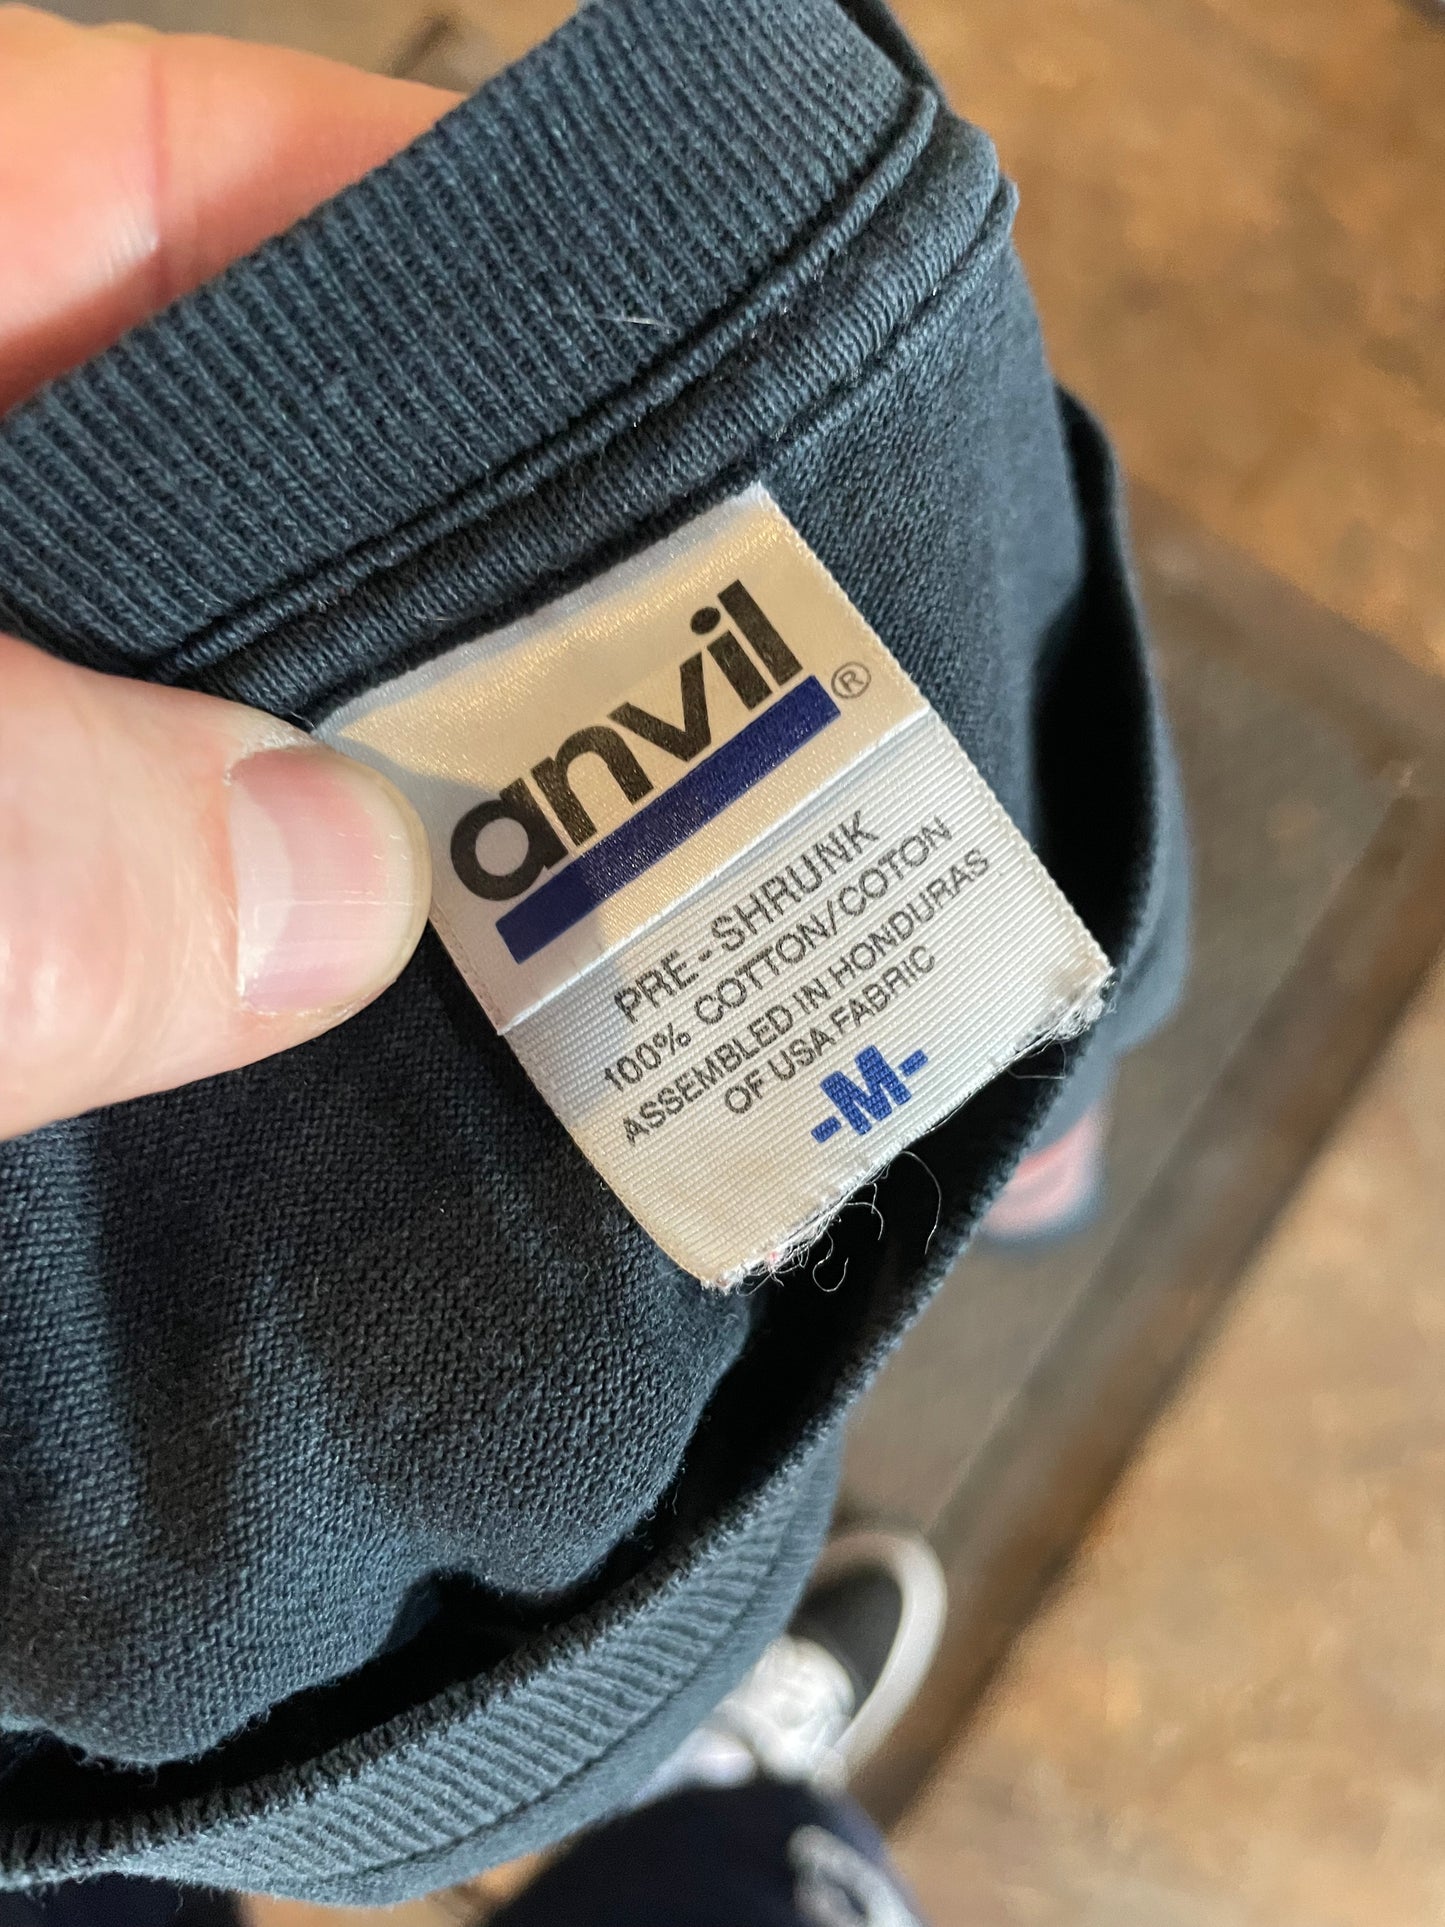 anvil®
PRE-SHRUNK
100% COTTON/COTON
ASSEMBLED IN HONDURAS
OF USA FABRIC
-M-